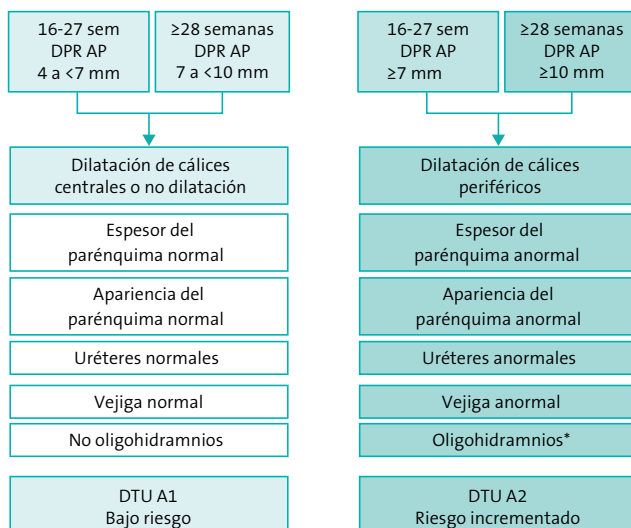 16-27 sem
DPR AP
4 a <7 mm
≥28 semanas
DPR AP
7 a <10 mm
Dilatación de cálices
centrales o no dilatación
Espesor del
parénquima normal
Apariencia del
parénquima normal
Uréteres normales
Vejiga normal
No oligohidramnios
DTU A1
Bajo riesgo
16-27 sem
DPR AP
≥7 mm
≥28 semanas
DPR AP
≥10 mm
Dilatación de cálices
periféricos
Espesor del
parénquima anormal
Apariencia del
parénquima anormal
Uréteres anormales
Vejiga anormal
Oligohidramnios*
DTU A2
Riesgo incrementado